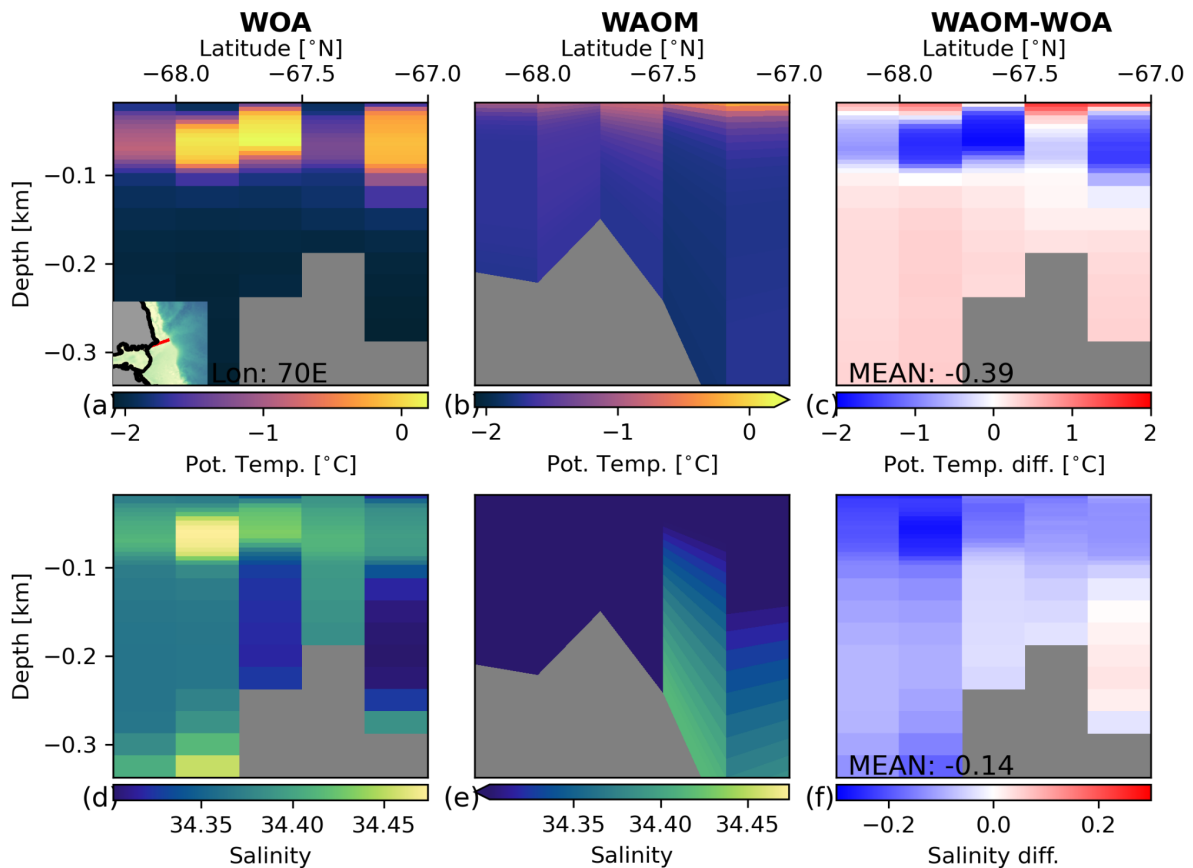 WOA WAOM WAOM-WOA
Latitude [°N] Latitude [°N] Latitude [°N]
−68.0 −67.5 −67.0 −68.0 −67.5 −67.0 −68.0 −67.5 −67.0
Depth [km]
−0.1
−0.2
−0.3
Lon: 70E
MEAN: -0.39
(a) (b) (c)
−2 −1 0 −2 −1 0 −2 −1 0 1 2
Pot. Temp. [°C] Pot. Temp. [°C] Pot. Temp. diff. [°C]
Depth [km]
−0.1
−0.2
−0.3
MEAN: -0.14
(d) (e) (f)
34.35 34.40 34.45 34.35 34.40 34.45 −0.2 0.0 0.2
Salinity Salinity Salinity diff.